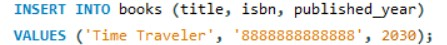 INSERT INTO books (title, isbn, published_year)
VALUES ('Time Traveler', '8888888888888', 2030);